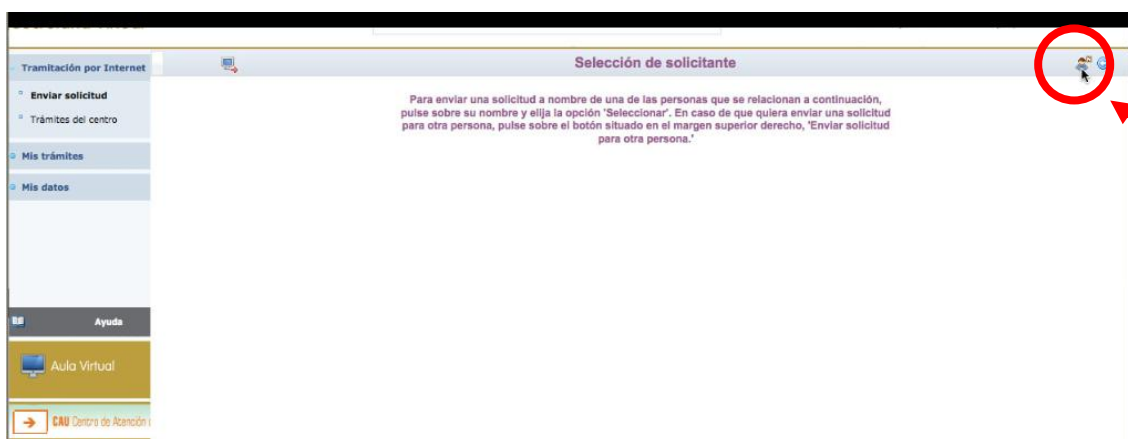 Selección de solicitante
Tramitación por Internet
Enviar solicitud
Trámites del centro
Mis trámites
Mis datos
Para enviar una solicitud a nombre de una de las personas que se relacionan a continuación,
pulse sobre su nombre y elija la opción 'Seleccionar'. En caso de que quiera enviar una solicitud
para otra persona, pulse sobre el botón situado en el margen superior derecho, 'Enviar solicitud
para otra persona.'
Ayuda
Aula Virtual
CAU Centro de Atención